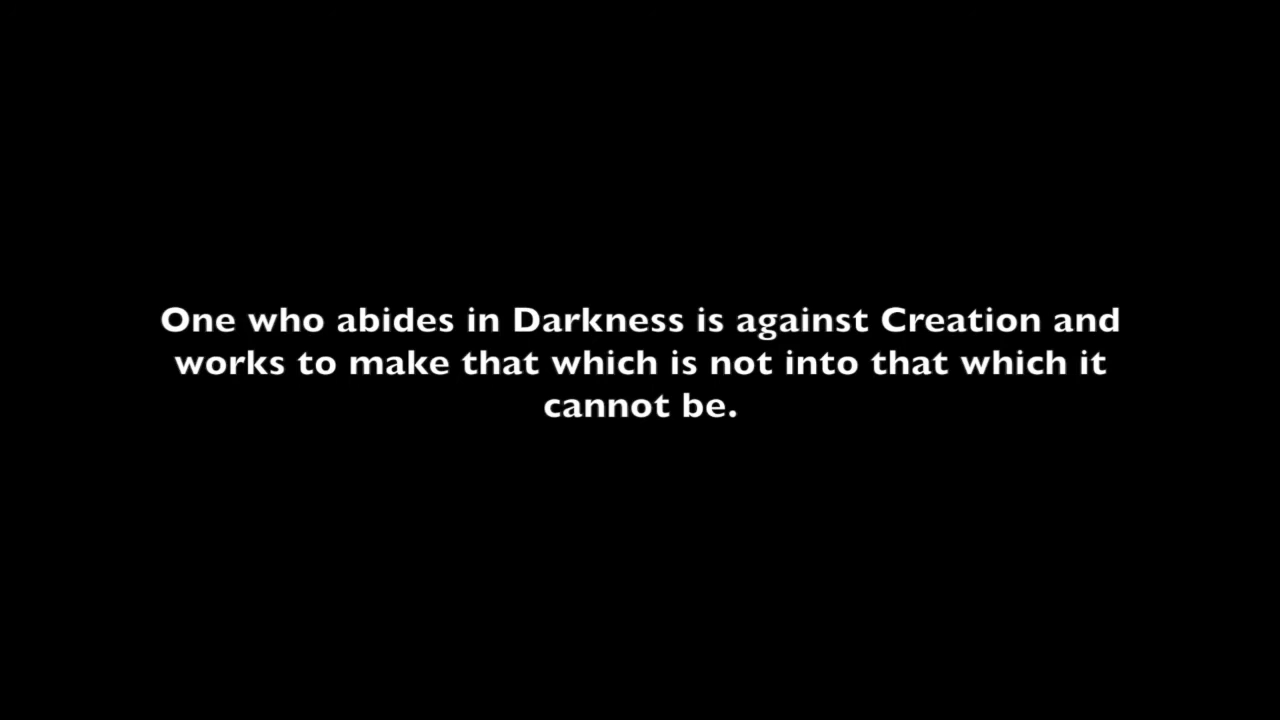 One who abides in Darkness is against Creation and
works to make that which is not into that which it
cannot be.